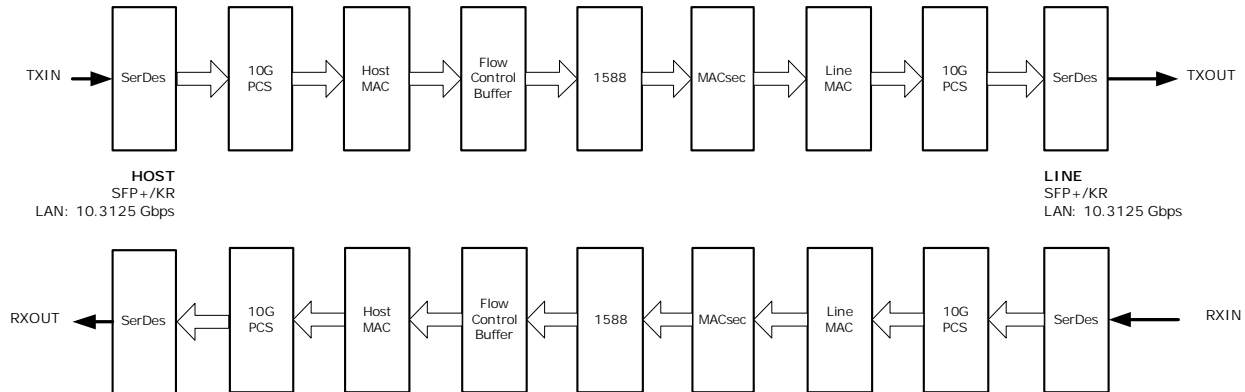 TXIN
SerDes
10G
PCS
Host
MAC
Flow
Control
Buffer
1588
MACsec
Line
MAC
10G
PCS
SerDes
TXOUT
HOST
SFP+/KR
LAN: 10.3125 Gbps
LINE
SFP+/KR
LAN: 10.3125 Gbps
RXOUT
SerDes
10G
PCS
Host
MAC
Flow
Control
Buffer
1588
MACsec
Line
MAC
10G
PCS
SerDes
RXIN